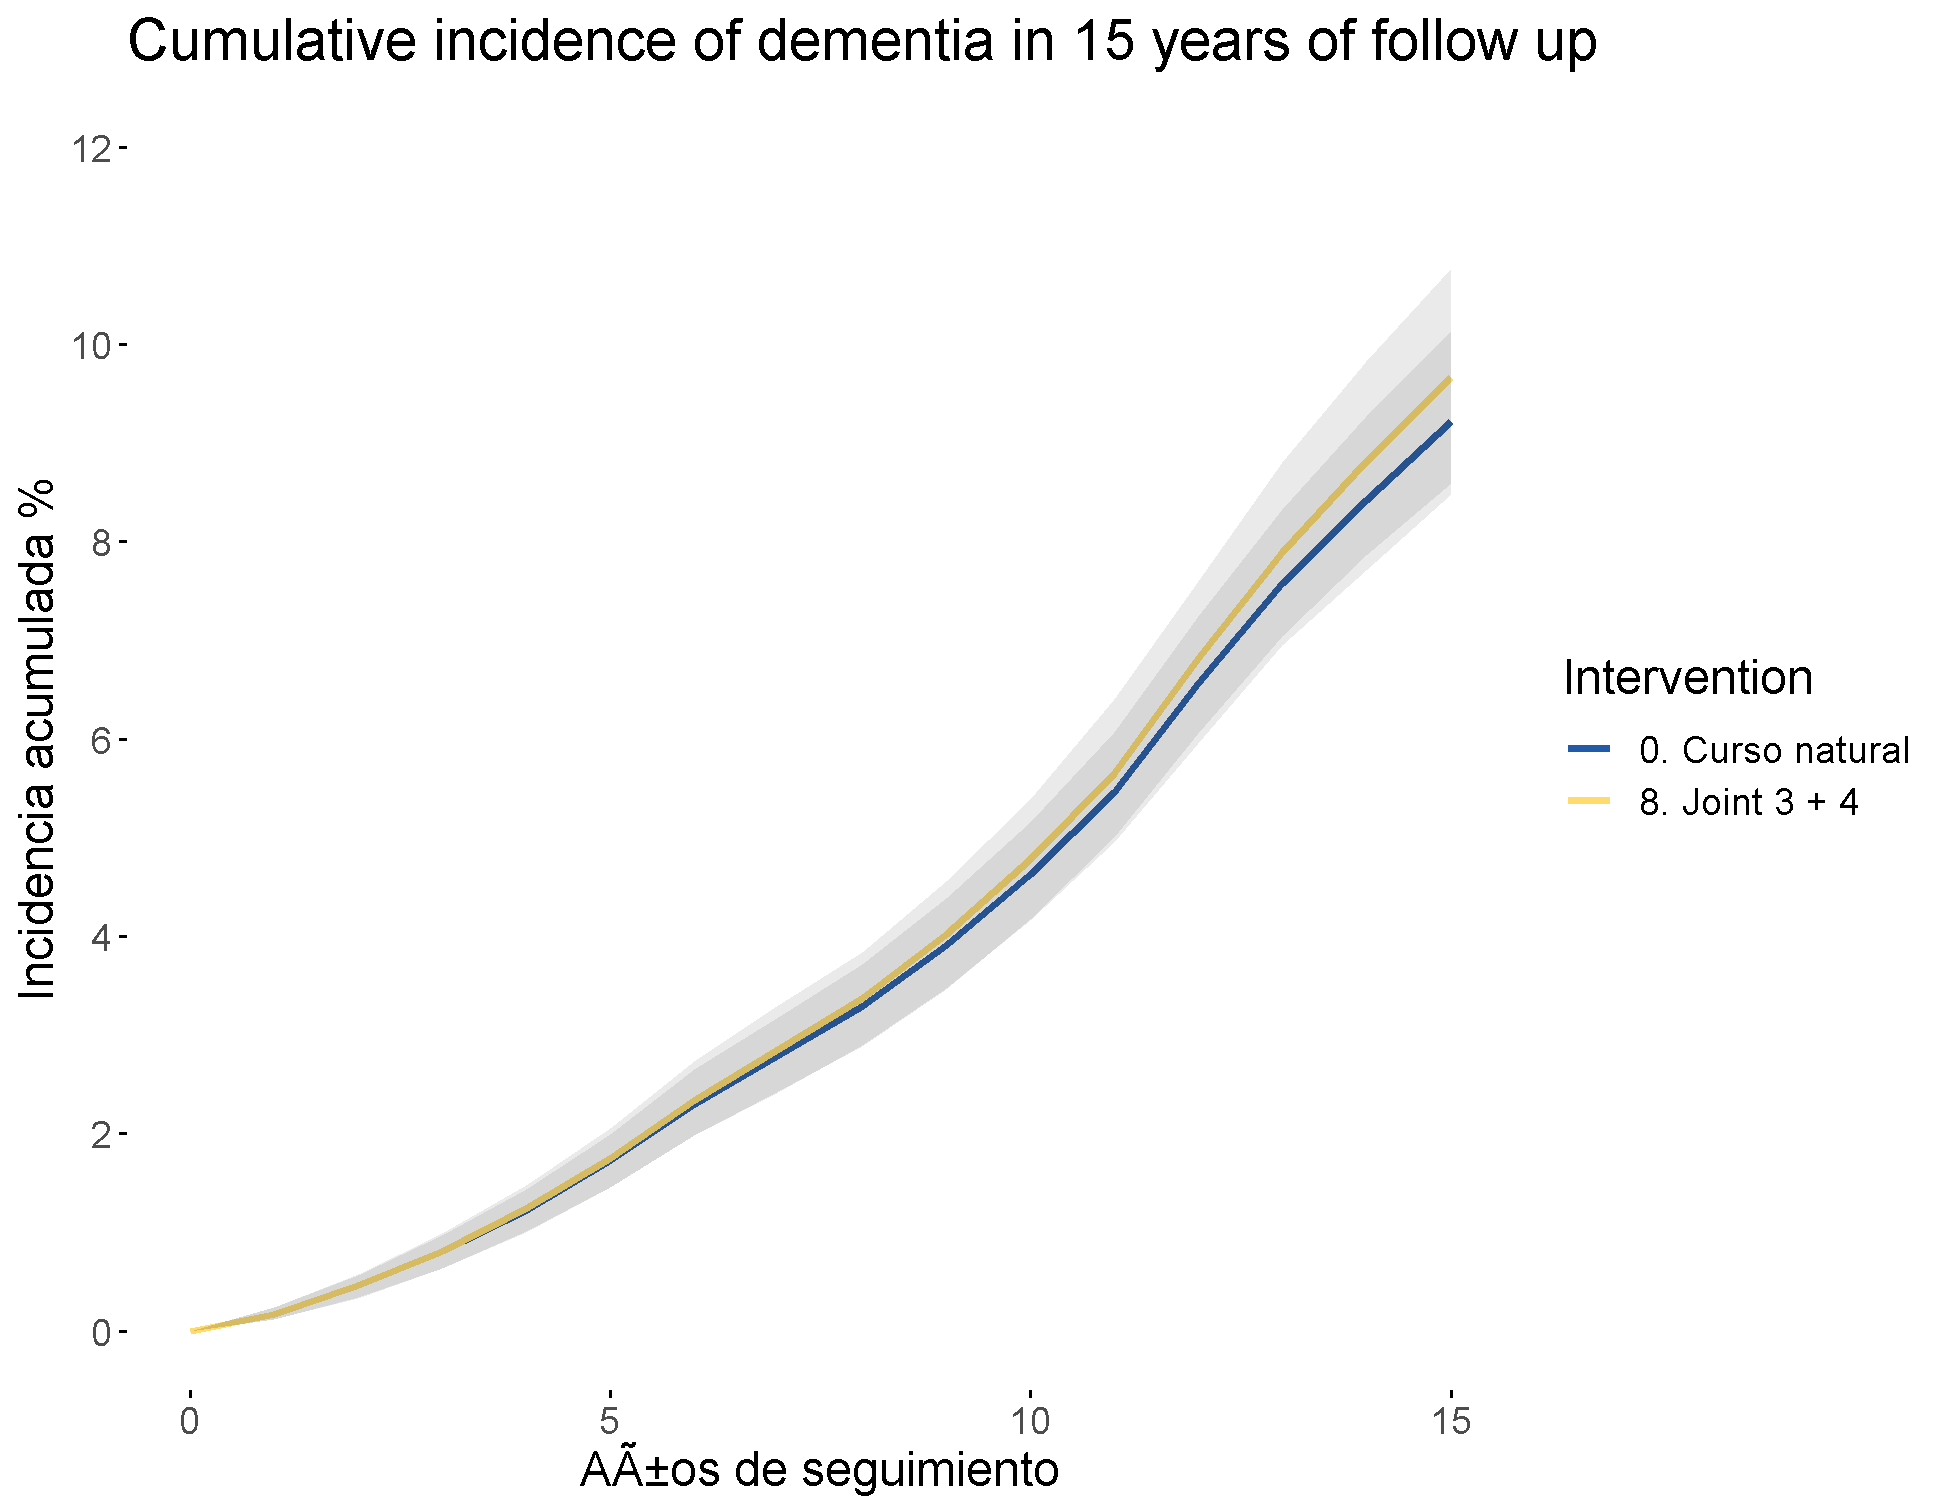 Cumulative incidence of dementia in 15 years of follow up
12
10
8
6
4
2
0
Incidencia acumulada %
0 5 10 15
AÃ±os de seguimiento
Intervention
0. Curso natural
8. Joint 3 + 4